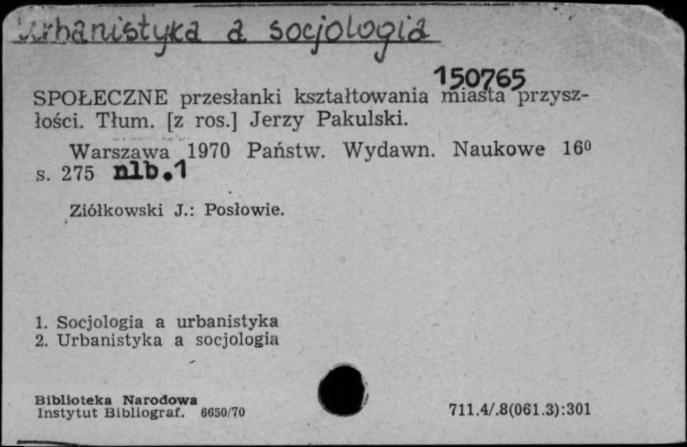 Urbanistyka a socjologia
150765
SPOŁECZNE przesłanki kształtowania miasta przysz-
łości. Tłum. [z ros.] Jerzy Pakulski.
Warszawa 1970 Państw. Wydawn. Naukowe 16⁰
s. 275 nlb.1
Ziółkowski J.: Posłowie.
1. Socjologia a urbanistyka
2. Urbanistyka a socjologia
Biblioteka Narodowa
Instytut Bibliograf. 6650/70
711.4/.8(061.3):301